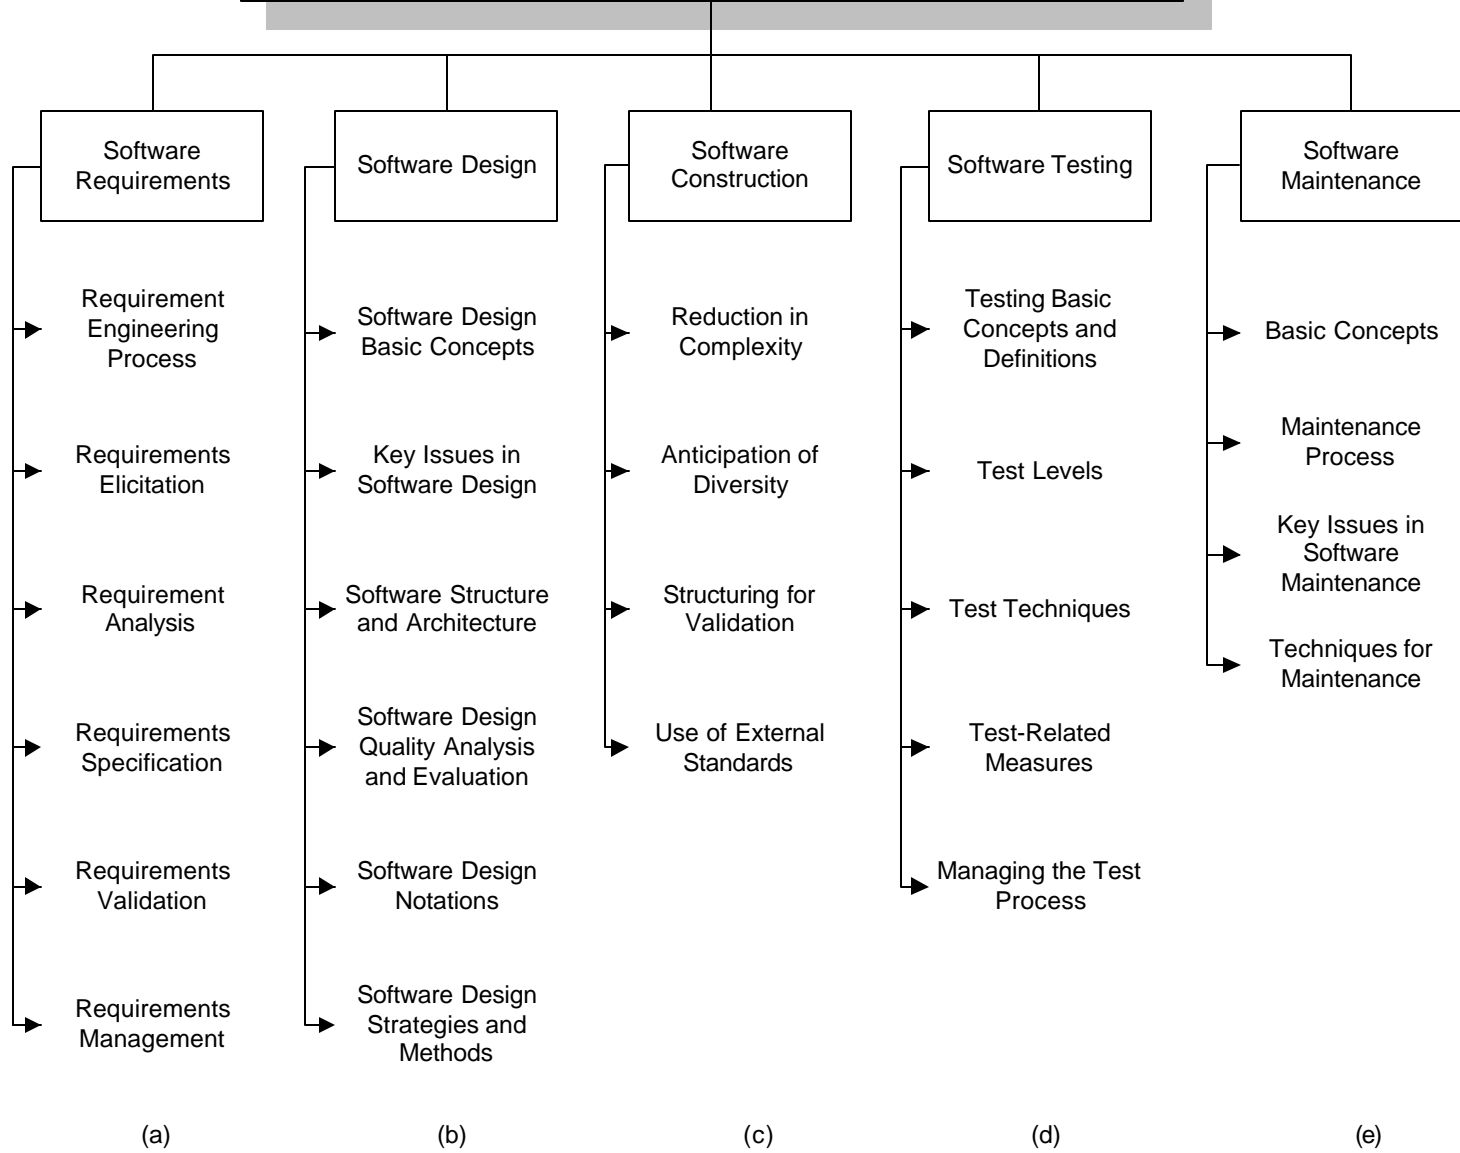 Software
Requirements
Requirement
Engineering
Process
Requirements
Elicitation
Requirement
Analysis
Requirements
Specification
Requirements
Validation
Requirements
Management
(a)
Software Design
Software Design
Basic Concepts
Key Issues in
Software Design
Software Structure
and Architecture
Software Design
Quality Analysis
and Evaluation
Software Design
Notations
Software Design
Strategies and
Methods
(b)
Software
Construction
Reduction in
Complexity
Anticipation of
Diversity
Structuring for
Validation
Use of External
Standards
(c)
Software Testing
Testing Basic
Concepts and
Definitions
Test Levels
Test Techniques
Test-Related
Measures
Managing the Test
Process
(d)
Software
Maintenance
Basic Concepts
Maintenance
Process
Key Issues in
Software
Maintenance
Techniques for
Maintenance
(e)